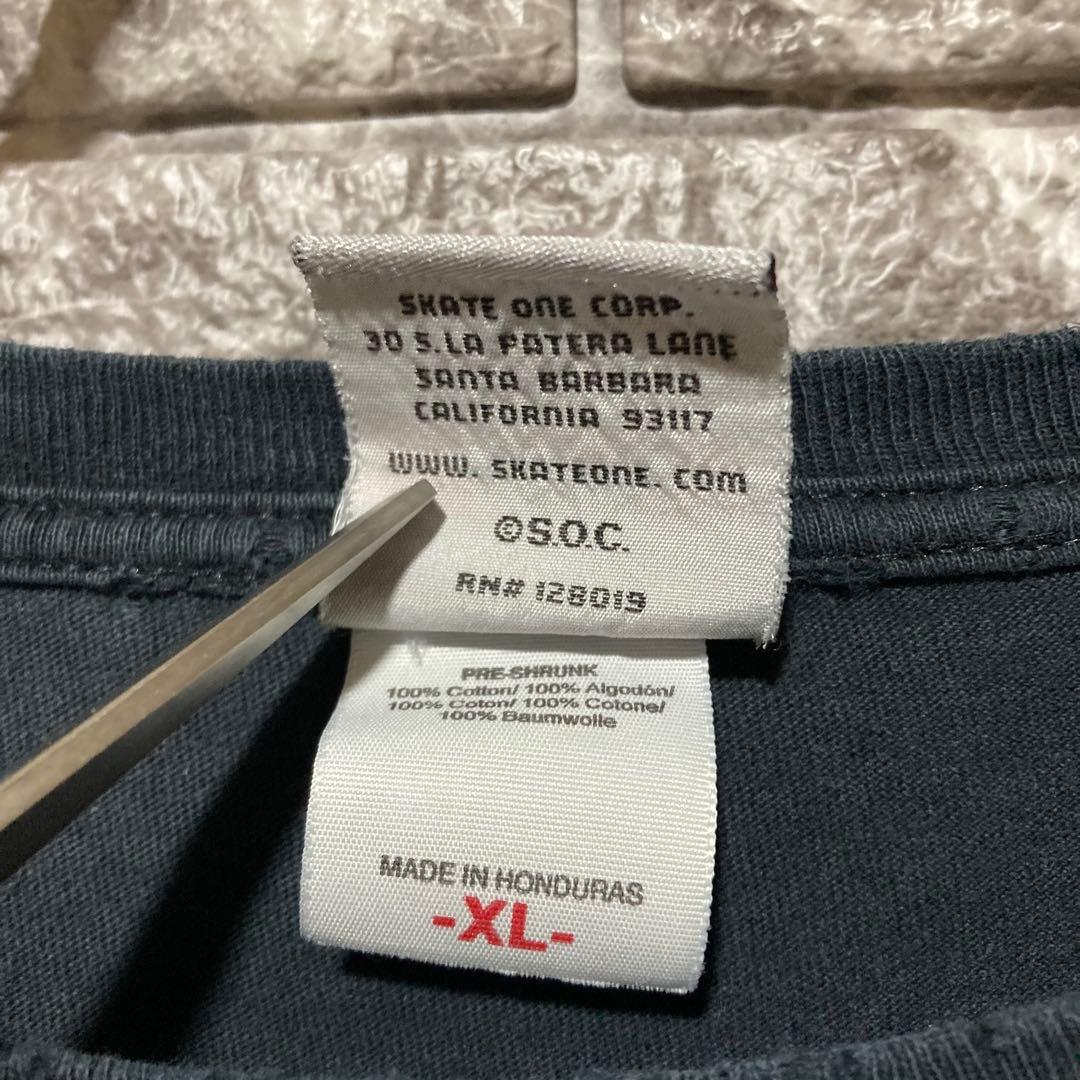 SKATE ONE CORP.
30 S. LA PATERA LANE
SANTA BARBARA
CALIFORNIA 93117
WWW. SKATEONE. COM
©S.O.C.
RN# 128019
PRE-SHRUNK
100% Cotton/ 100% Algodón/
100% Coton/ 100% Cotone/
100% Baumwolle
MADE IN HONDURAS
-XL-